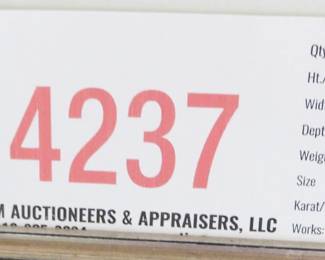 4237
M AUCTIONEERS & APPRAISERS, LLC
Qty
Ht.
Wid
Dept
Weig
Size
Karat/
Works: